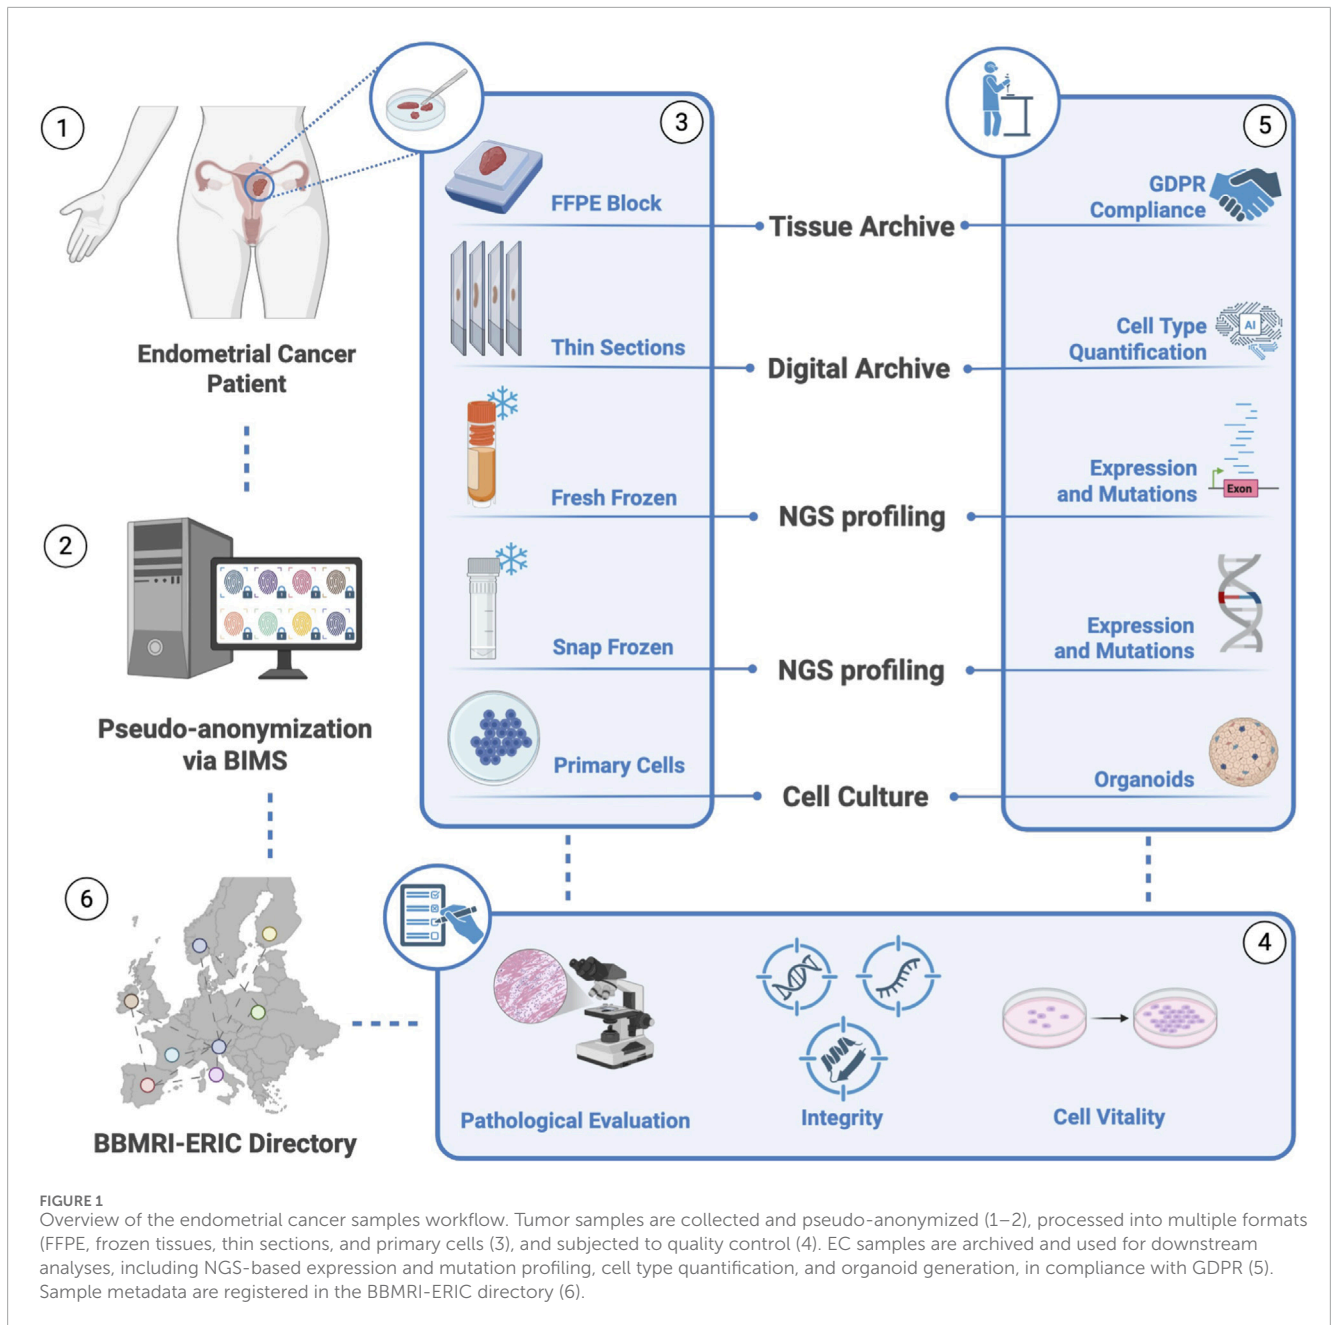 1
Endometrial Cancer
Patient
2
Pseudo-anonymization
via BIMS
6
BBMRI-ERIC Directory
3
FFPE Block
Thin Sections
Fresh Frozen
Snap Frozen
Primary Cells
Tissue Archive
Digital Archive
NGS profiling
NGS profiling
Cell Culture
5
GDPR
Compliance
Cell Type
Quantification
AI
Expression
and Mutations
Exon
Expression
and Mutations
Organoids
4
Pathological Evaluation
Integrity
Cell Vitality
FIGURE 1
Overview of the endometrial cancer samples workflow. Tumor samples are collected and pseudo-anonymized (1–2), processed into multiple formats
(FFPE, frozen tissues, thin sections, and primary cells (3), and subjected to quality control (4). EC samples are archived and used for downstream
analyses, including NGS-based expression and mutation profiling, cell type quantification, and organoid generation, in compliance with GDPR (5).
Sample metadata are registered in the BBMRI-ERIC directory (6).